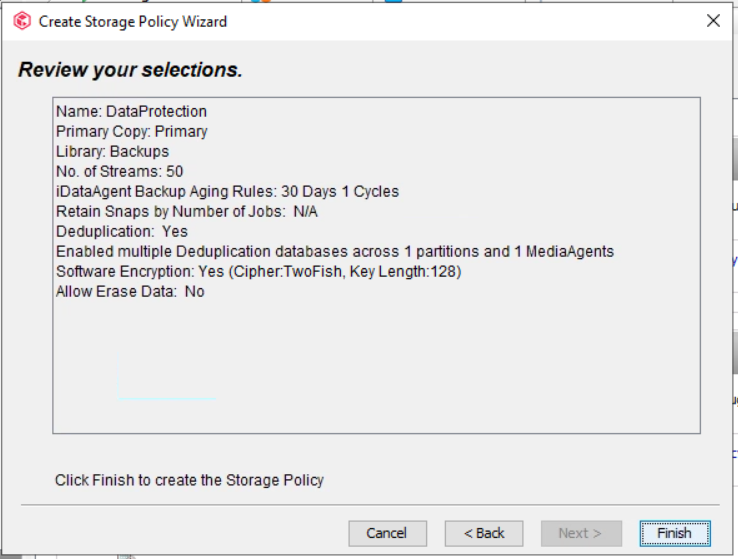 Create Storage Policy Wizard
Review your selections.
Name: DataProtection
Primary Copy: Primary
Library: Backups
No. of Streams: 50
iDataAgent Backup Aging Rules: 30 Days 1 Cycles
Retain Snaps by Number of Jobs: N/A
Deduplication: Yes
Enabled multiple Deduplication databases across 1 partitions and 1 MediaAgents
Software Encryption: Yes (Cipher:TwoFish, Key Length:128)
Allow Erase Data: No
Click Finish to create the Storage Policy
Cancel < Back Next > Finish